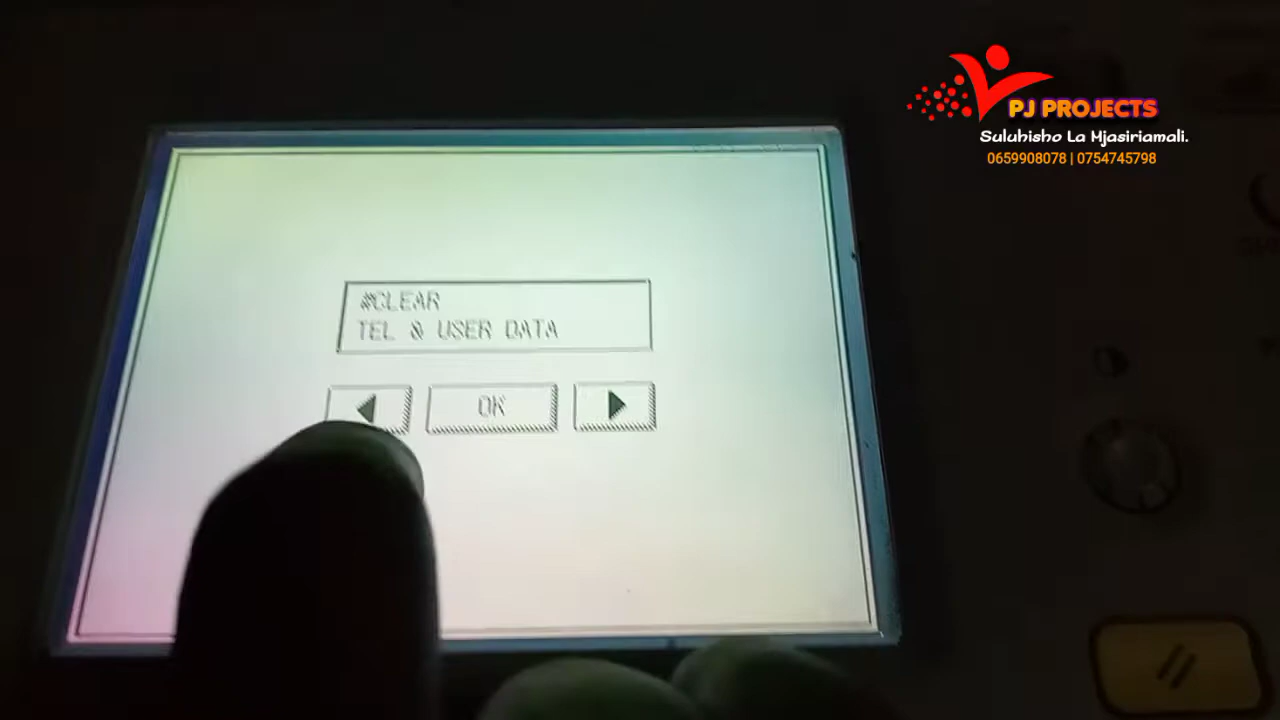 PJ PROJECTS
Suluhisho La Mjasiriamali.
0659908078 | 0754745798
#CLEAR
TEL & USER DATA
OK